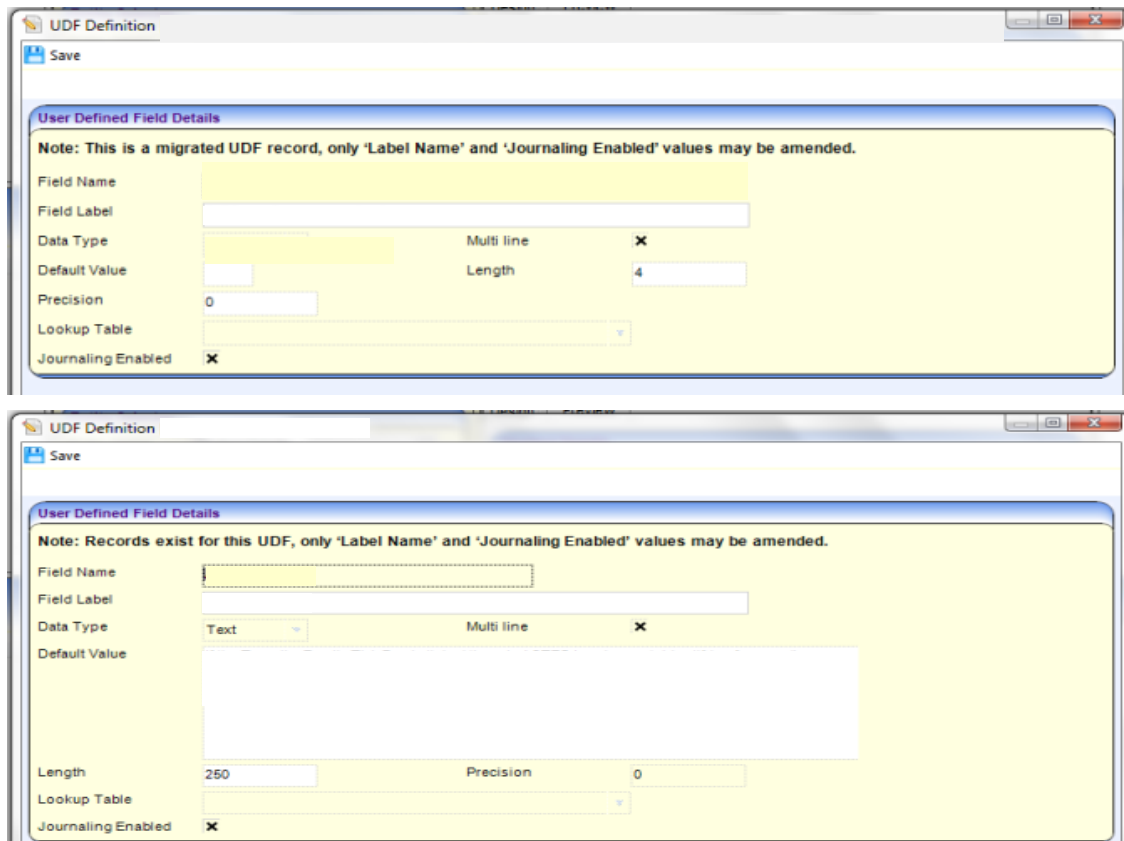 UDF Definition
Save
User Defined Field Details
Note: This is a migrated UDF record, only ‘Label Name’ and ‘Journaling Enabled’ values may be amended.
Field Name
Field Label
Data Type Multi line
Default Value Length 4
Precision 0
Lookup Table
Journaling Enabled
UDF Definition
Save
User Defined Field Details
Note: Records exist for this UDF, only ‘Label Name’ and ‘Journaling Enabled’ values may be amended.
Field Name
Field Label
Data Type Text Multi line
Default Value
Length 250 Precision 0
Lookup Table
Journaling Enabled